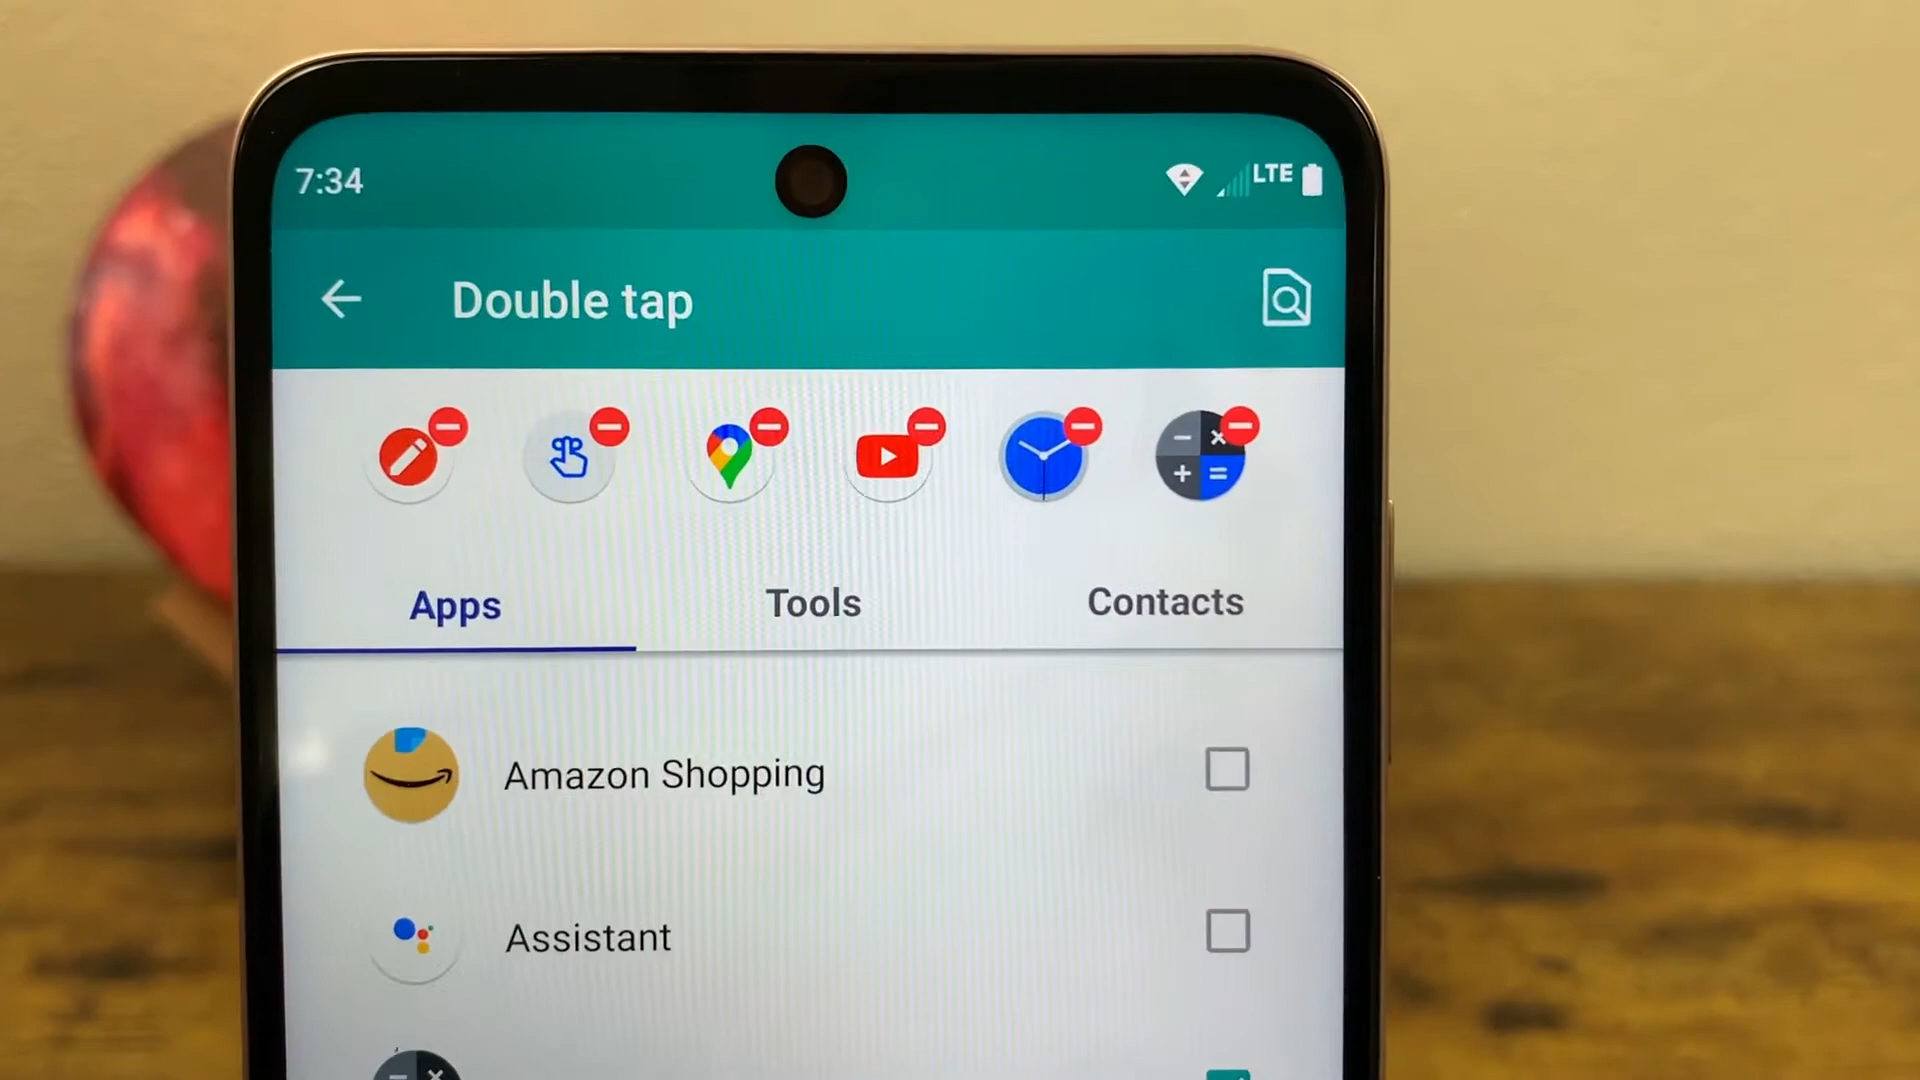 7:34
LTE
Double tap
Apps
Tools
Contacts
Amazon Shopping
Assistant